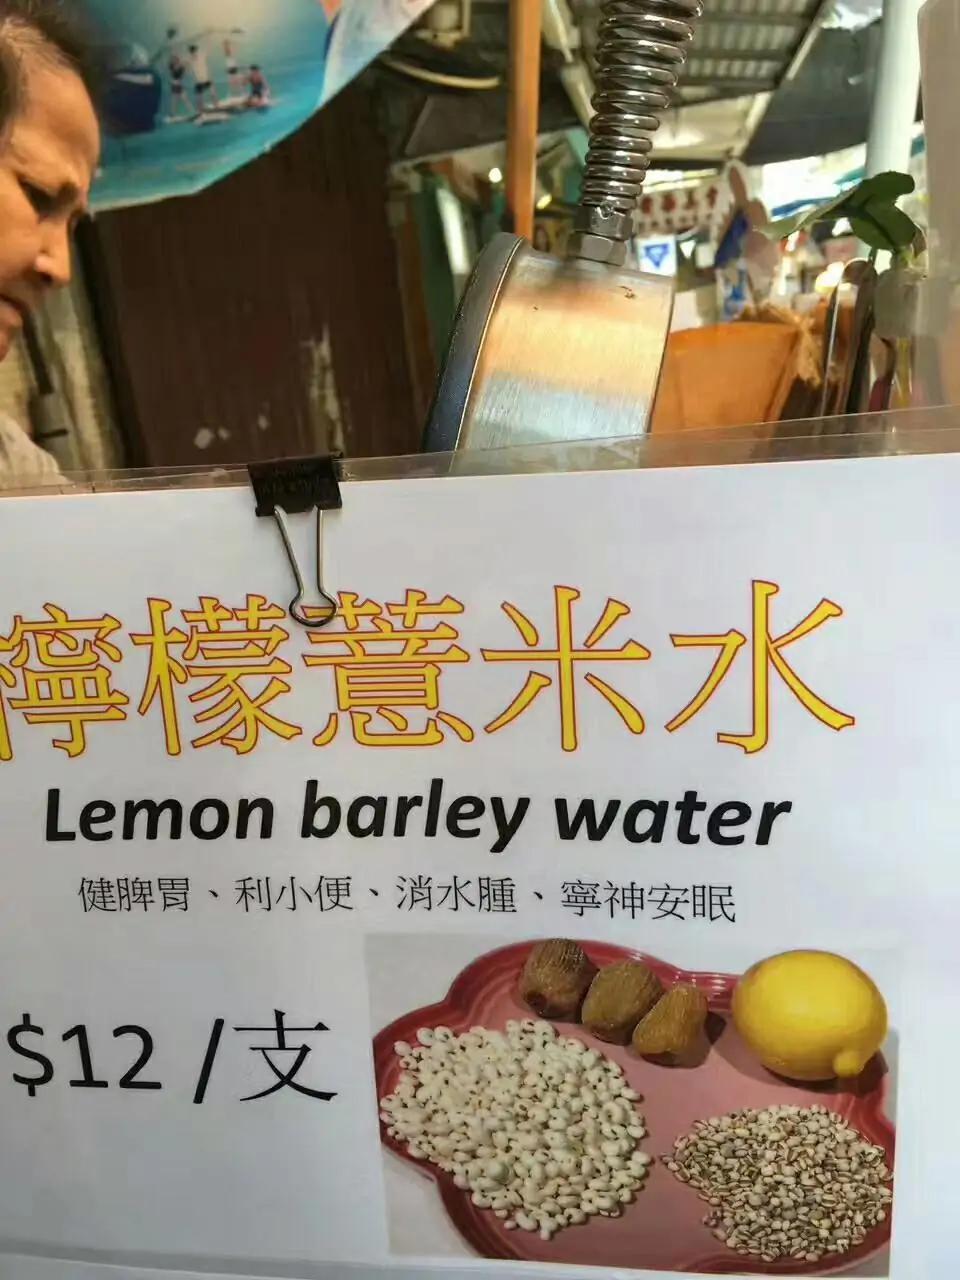 檸檬薏米水
Lemon barley water
健脾胃、利小便、消水腫、寧神安眠
$12 /支